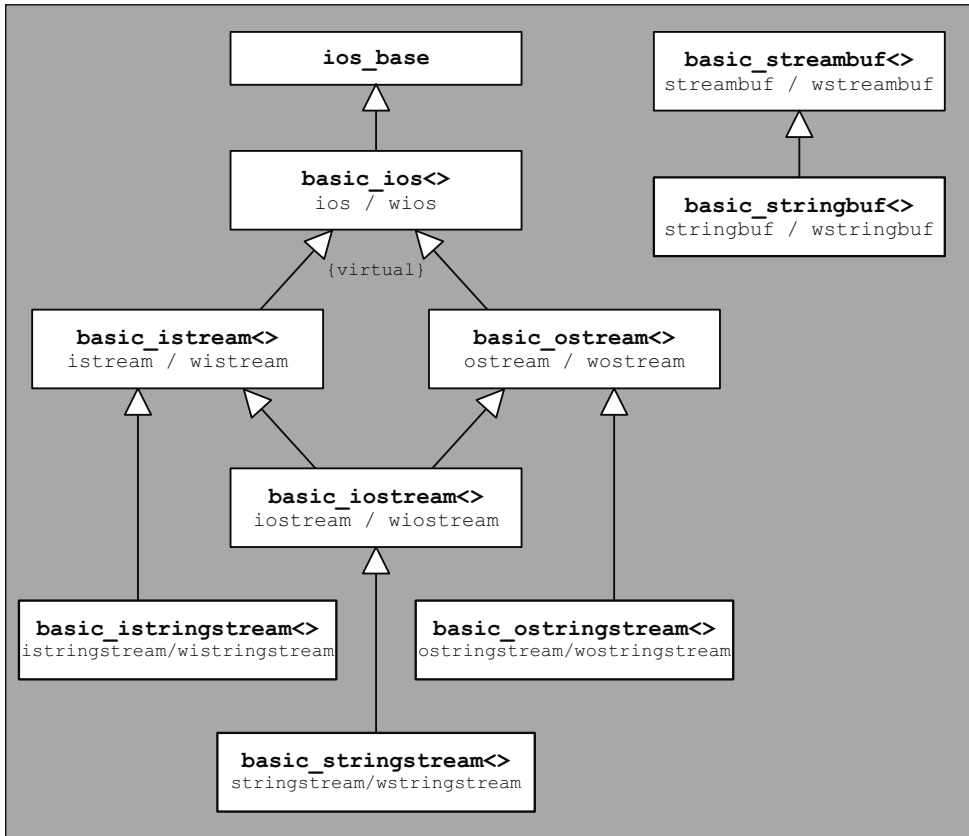 ios_base
basic_streambuf<>
streambuf / wstreambuf
basic_ios<>
ios / wios
basic_stringbuf<>
stringbuf / wstringbuf
{virtual}
basic_istream<>
istream / wistream
basic_ostream<>
ostream / wostream
basic_iostream<>
iostream / wiostream
basic_istringstream<>
istringstream/wistringstream
basic_ostringstream<>
ostringstream/wostringstream
basic_stringstream<>
stringstream/wstringstream